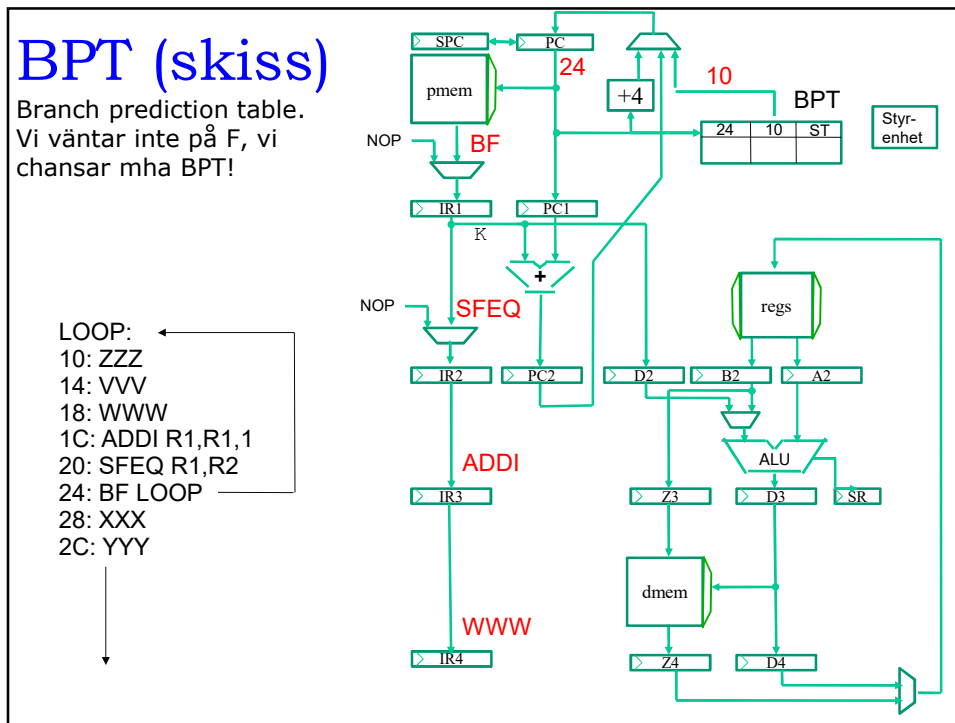 BPT (skiss)
Branch prediction table.
Vi väntar inte på F, vi
chansar mha BPT!
SPC
PC
24
10
pmem
+4
BPT
24 10 ST
Styr-
enhet
NOP
BF
IR1
PC1
K
+
NOP
SFEQ
regs
LOOP:
10: ZZZ
14: VVV
18: WWW
1C: ADDI R1,R1,1
20: SFEQ R1,R2
24: BF LOOP
28: XXX
2C: YYY
IR2
PC2
D2
B2
A2
ALU
ADDI
IR3
Z3
D3
SR
dmem
WWW
IR4
Z4
D4